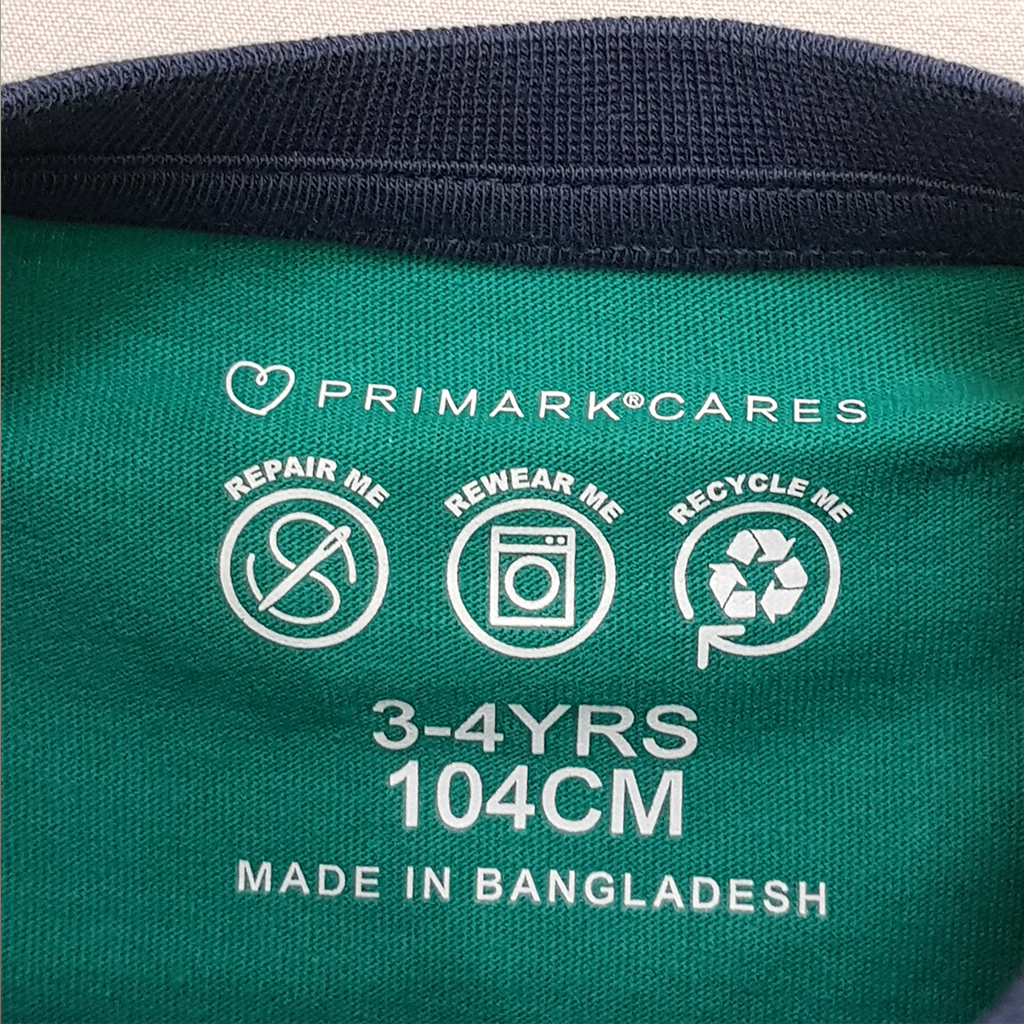 PRIMARK®CARES
REPAIR ME REWEAR ME RECYCLE ME
3-4YRS
104CM
MADE IN BANGLADESH